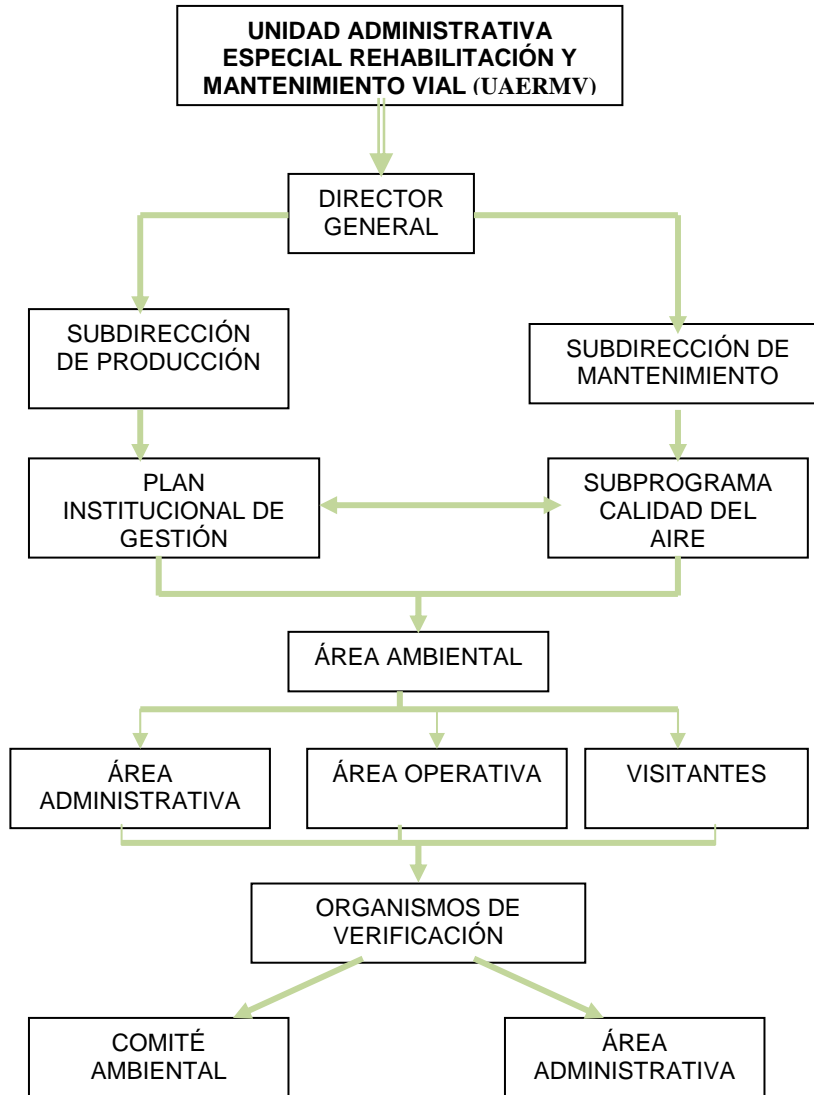 UNIDAD ADMINISTRATIVA
ESPECIAL REHABILITACIÓN Y
MANTENIMIENTO VIAL (UAERMV)
DIRECTOR
GENERAL
SUBDIRECCIÓN
DE PRODUCCIÓN
SUBDIRECCIÓN DE
MANTENIMIENTO
PLAN
INSTITUCIONAL DE
GESTIÓN
SUBPROGRAMA
CALIDAD DEL
AIRE
ÁREA AMBIENTAL
ÁREA
ADMINISTRATIVA
ÁREA OPERATIVA
VISITANTES
ORGANISMOS DE
VERIFICACIÓN
COMITÉ
AMBIENTAL
ÁREA
ADMINISTRATIVA